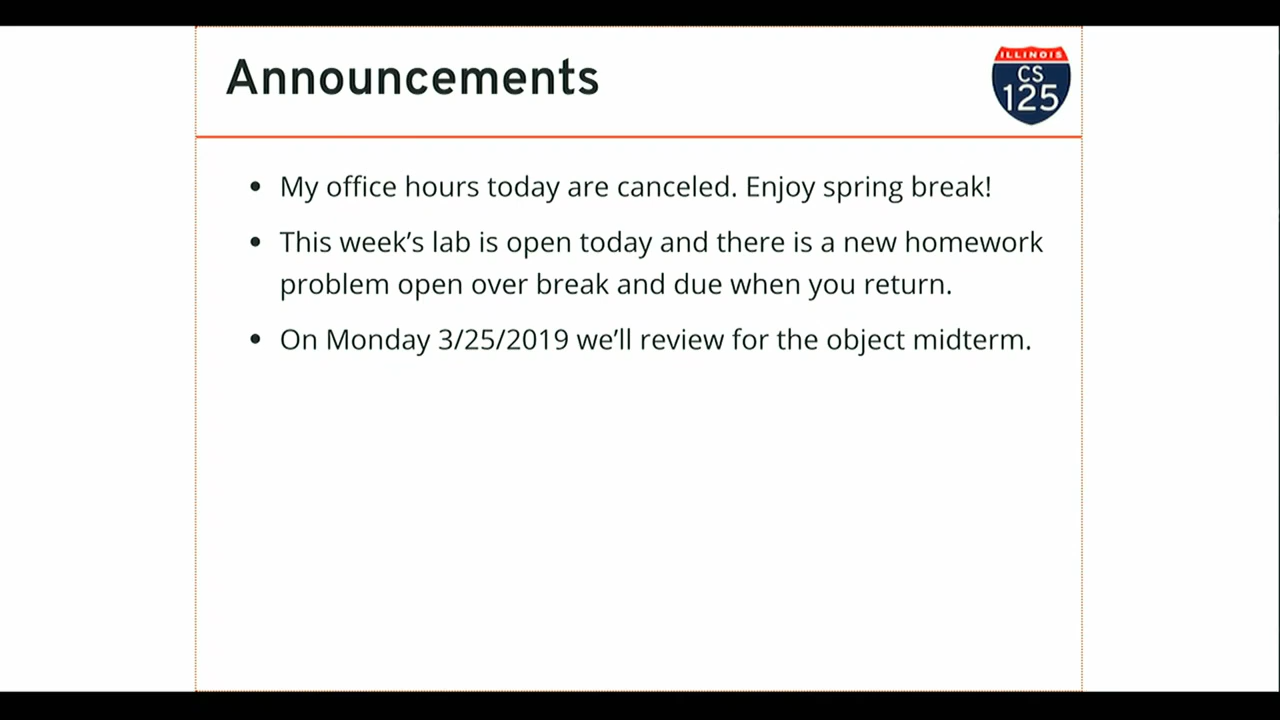 Announcements
ILLINOIS
CS
125
• My office hours today are canceled. Enjoy spring break!
• This week’s lab is open today and there is a new homework
problem open over break and due when you return.
• On Monday 3/25/2019 we’ll review for the object midterm.